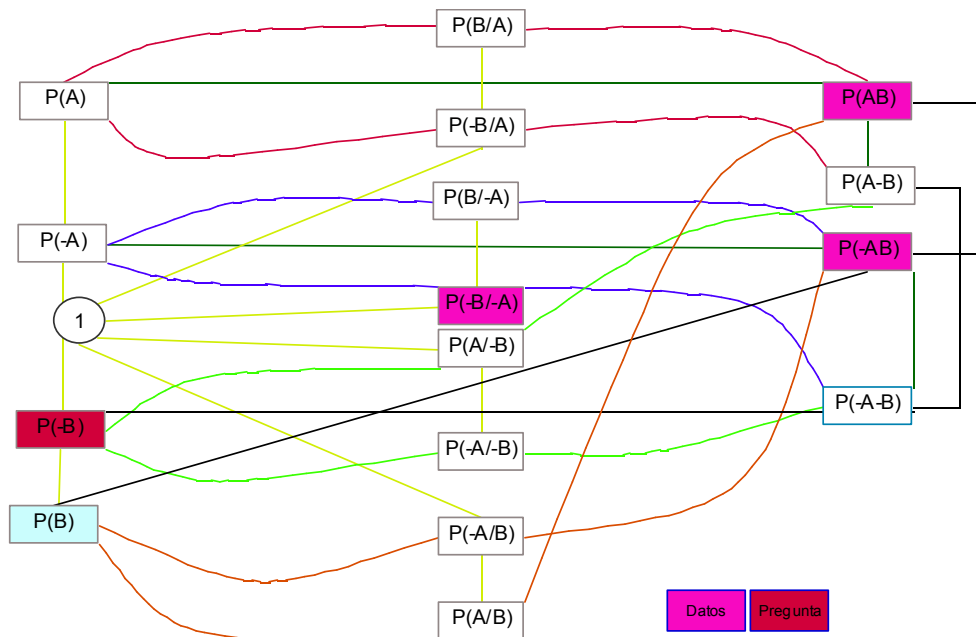 P(B/A)
P(A)
P(AB)
P(-B/A)
P(A-B)
P(B/-A)
P(-A)
P(-AB)
P(-B/-A)
1
P(A/-B)
P(-A-B)
P(-B)
P(-A/-B)
P(B)
P(-A/B)
P(A/B)
Datos
Pregunta